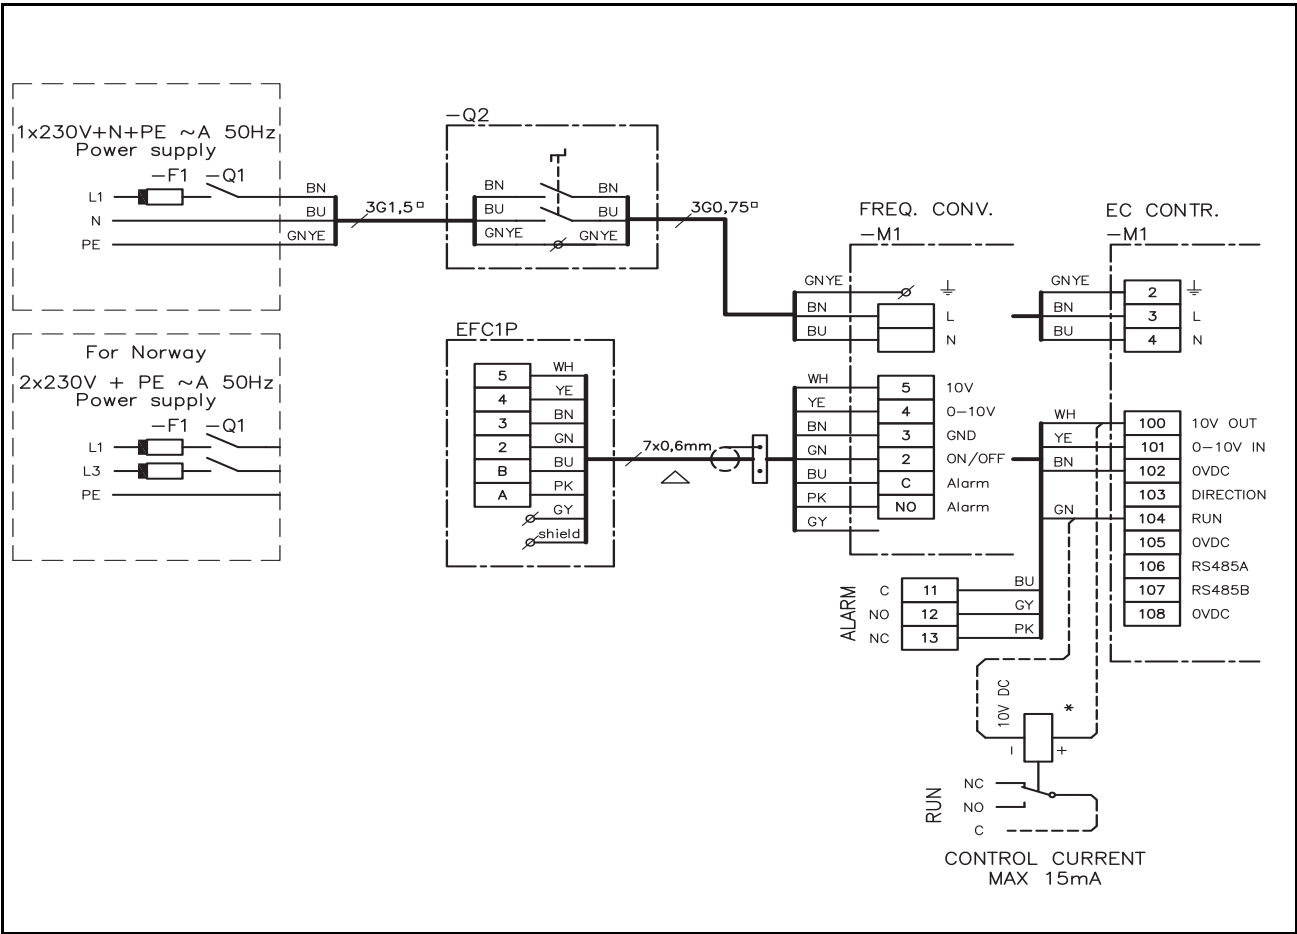 1x230V+N+PE ~A 50Hz
Power supply
-F1 -Q1
L1
N
PE
BN
BU
GNYE
3G1,5□
-Q2
BN BN
BU BU
GNYE GNYE
3G0,75□
For Norway
2x230V + PE ~A 50Hz
Power supply
-F1 -Q1
L1
L3
PE
EFC1P
5 WH
4 YE
3 BN
2 GN
B BU
A PK
GY
shield
7x0,6mm
FREQ. CONV.
-M1
GNYE
BN L
BU N
WH 5 10V
YE 4 0-10V
BN 3 GND
GN 2 ON/OFF
BU C Alarm
PK NO Alarm
GY
EC CONTR.
-M1
GNYE 2
BN 3 L
BU 4 N
WH 100 10V OUT
YE 101 0-10V IN
BN 102 0VDC
103 DIRECTION
GN 104 RUN
105 0VDC
106 RS485A
107 RS485B
108 0VDC
ALARM
C 11 BU
NO 12 GY
NC 13 PK
10V DC
*
- +
RUN
NC
NO
C
CONTROL CURRENT
MAX 15mA